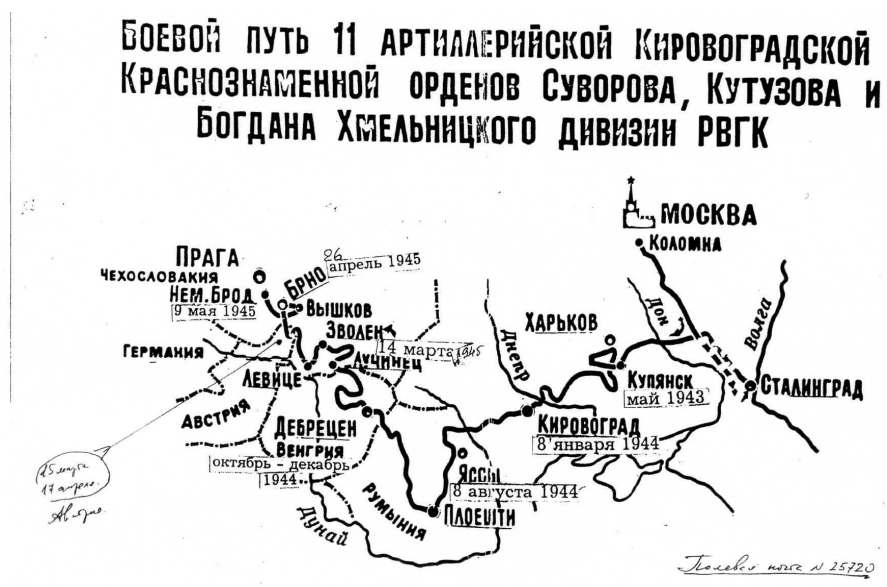 Боевой путь 11 артиллерийской Кировоградской
Краснознаменной орденов Суворова, Кутузова и
Богдана Хмельницкого дивизии РВГК
МОСКВА
Коломна
ПРАГА
Чехословакия
Нем.Брод
9 мая 1945
Брно
26
апрель 1945
Вышков
Зволен
14 марта 1945
Лучинец
Германия
Левице
Австрия
Дебрецен
Венгрия
октябрь - декабрь
1944
Румыния
Дунай
Плоешти
Яссы
8 августа 1944
Днепр
Кировоград
8 января 1944
Харьков
Купянск
май 1943
Дон
Волга
Сталинград
25 марта
17 апреля
Полевая почта N 25720